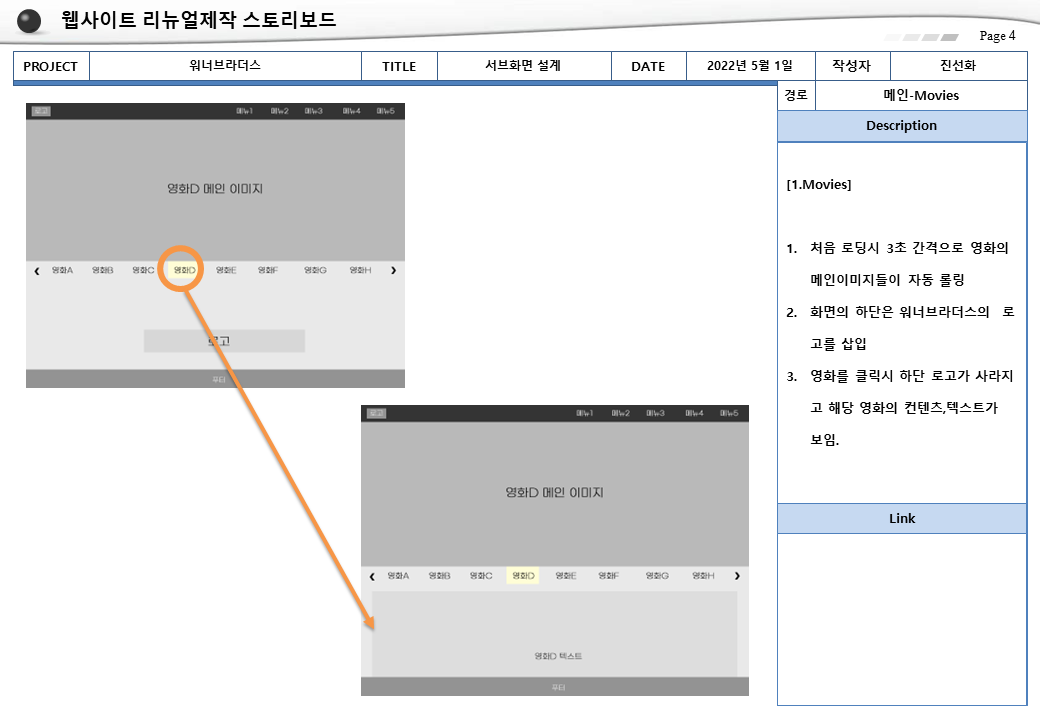 웹사이트 리뉴얼제작 스토리보드
Page 4
PROJECT 워너브라더스 TITLE 서브화면 설계 DATE 2022년 5월 1일 작성자 진선화
경로 메인-Movies
Description
로고 메뉴1 메뉴2 메뉴3 메뉴4 메뉴5
영화D 메인 이미지
영화A 영화B 영화C 영화D 영화E 영화F 영화G 영화H
로고
푸터
로고 메뉴1 메뉴2 메뉴3 메뉴4 메뉴5
영화D 메인 이미지
영화A 영화B 영화C 영화D 영화E 영화F 영화G 영화H
영화D 텍스트
푸터
[1.Movies]
1. 처음 로딩시 3초 간격으로 영화의
메인이미지들이 자동 롤링
2. 화면의 하단은 워너브라더스의 로
고를 삽입
3. 영화를 클릭시 하단 로고가 사라지
고 해당 영화의 컨텐츠,텍스트가
보임.
Link